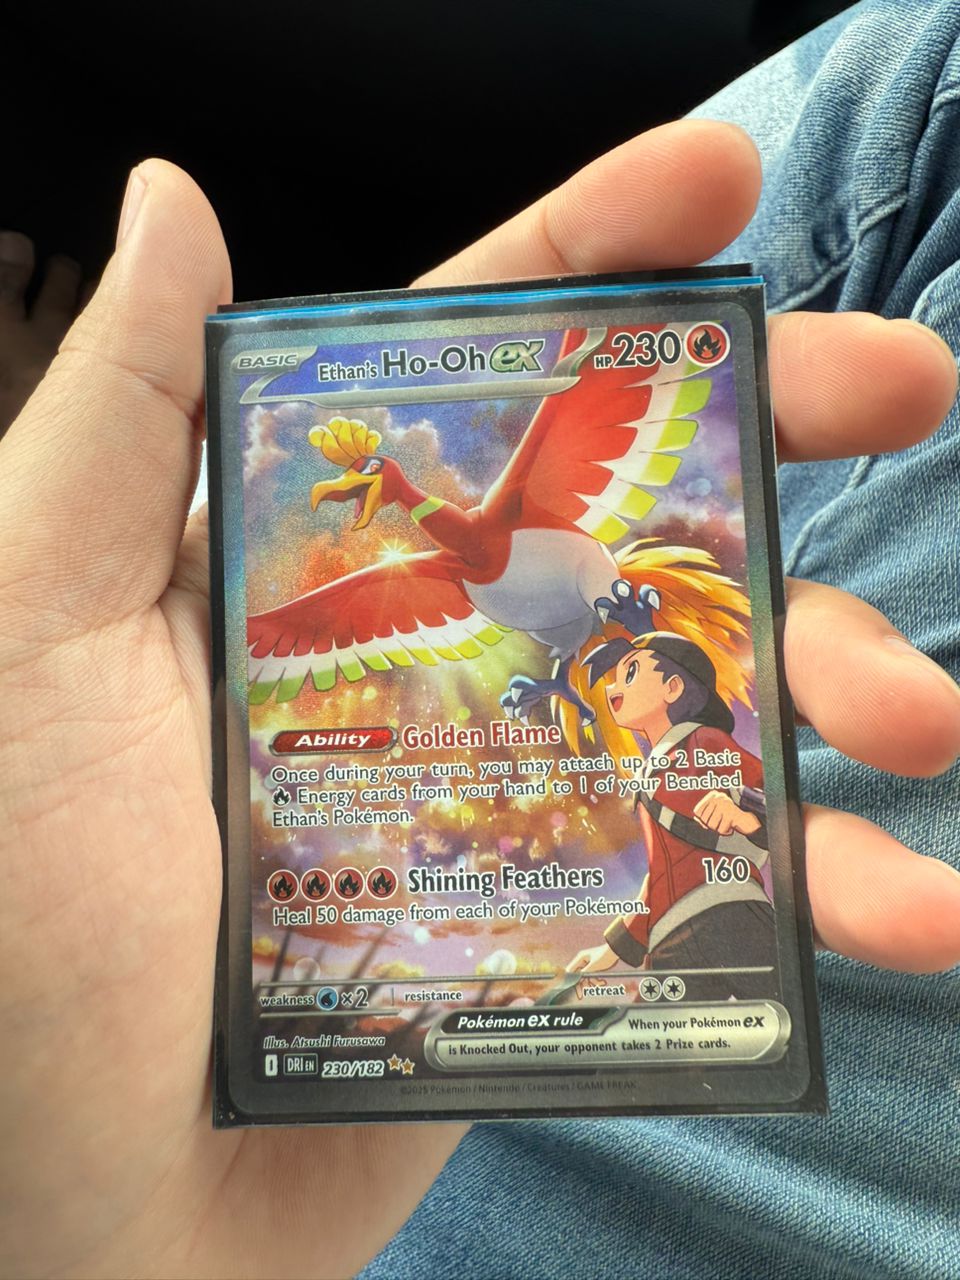 BASIC Ethan's Ho-Oh ex HP 230
Ability Golden Flame
Once during your turn, you may attach up to 2 Basic
Energy cards from your hand to 1 of your Benched
Ethan's Pokémon.
Shining Feathers 160
Heal 50 damage from each of your Pokémon.
weakness ×2 resistance retreat
Pokémon ex rule When your Pokémon ex
is Knocked Out, your opponent takes 2 Prize cards.
Illus. Atsushi Furusawa
I DRI EN 230/182
©2025 Pokémon / Nintendo / Creatures / GAME FREAK